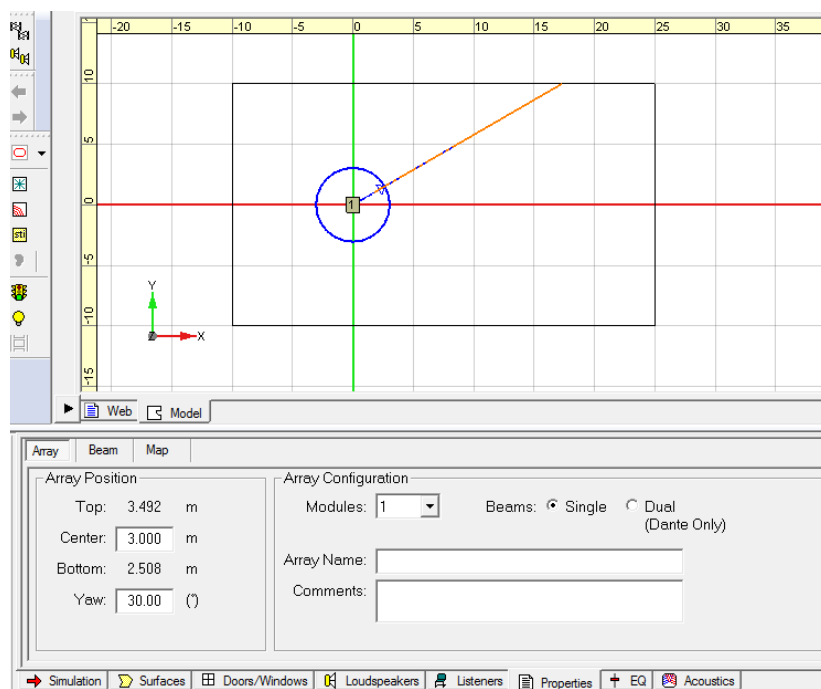 -20 -15 -10 -5 0 5 10 15 20 25 30 35
10
5
0
-5
-10
-15
1
Y
Z X
sti
Web Model
Array Beam Map
Array Position
Top: 3.492 m
Center: 3.000 m
Bottom: 2.508 m
Yaw: 30.00 (°)
Array Configuration
Modules: 1 Beams: Single Dual
(Dante Only)
Array Name:
Comments:
Simulation Surfaces Doors/Windows Loudspeakers Listeners Properties EQ Acoustics